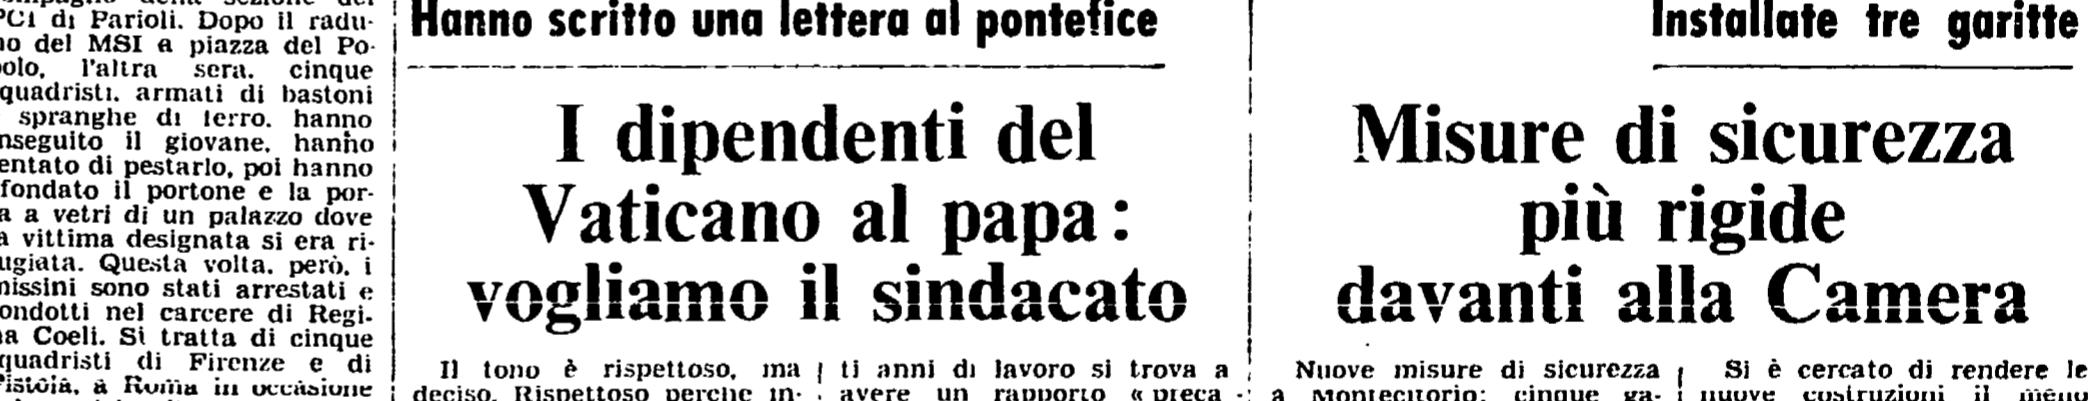 PCI di Parioli. Dopo il radu-
no del MSI a piazza del Po-
polo, l'altra sera, cinque
squadristi, armati di bastoni
spranghe di ferro, hanno
inseguito il giovane, hanno
tentato di pestarlo, poi hanno
sfondato il portone e la por-
ta a vetri di un palazzo dove
la vittima designata si era ri-
fugiata. Questa volta, però, i
missini sono stati arrestati e
condotti nel carcere di Regi-
na Coeli. Si tratta di cinque
squadristi di Firenze e di
Pistoia, a Roma in occasione
Hanno scritto una lettera al pontefice
I dipendenti del
Vaticano al papa:
vogliamo il sindacato
Il tono è rispettoso, ma
deciso. Rispettoso perché in-
ti anni di lavoro si trova a
avere un rapporto « preca-
Installate tre garitte
Misure di sicurezza
più rigide
davanti alla Camera
Nuove misure di sicurezza
a Montecitorio: cinque ga-
Si è cercato di rendere le
nuove costruzioni il meno